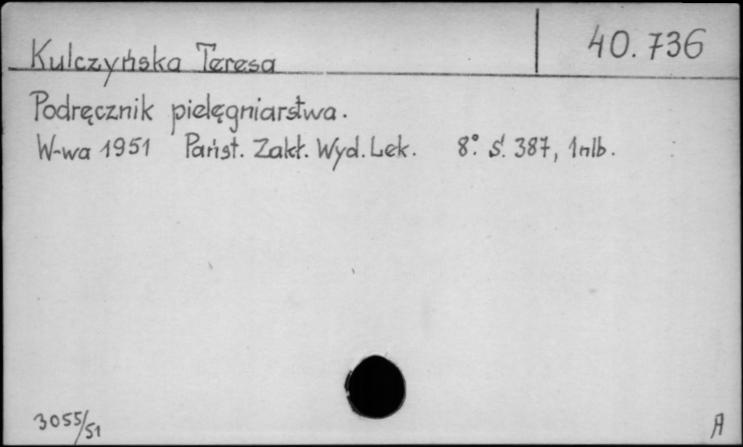 40.736
Kulczyńska Teresa
Podręcznik pielęgniarstwa.
W-wa 1951 Państ. Zakł. Wyd. Lek. 8° s. 387, 1nlb.
3055/51
A